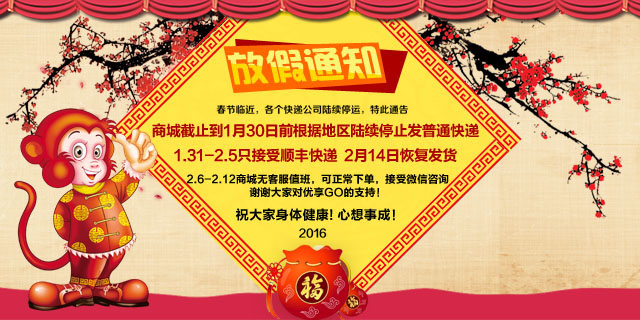 放假通知
春节临近，各个快递公司陆续停运，特此通告
商城截止到1月30日前根据地区陆续停止发普通快递
1.31-2.5只接受顺丰快递 2月14日恢复发货
2.6-2.12商城无客服值班，可正常下单，接受微信咨询
谢谢大家对优享GO的支持！
祝大家身体健康！心想事成！
2016
福